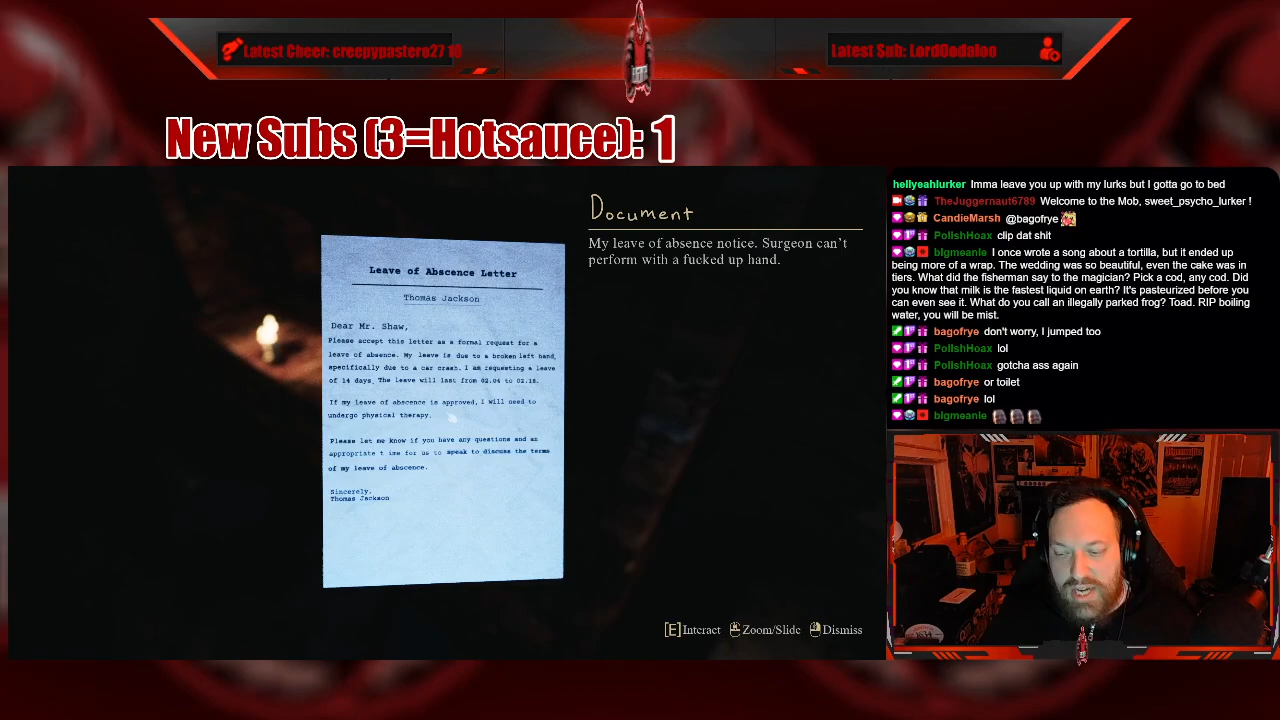 Latest Cheer: creepypastero27 10
Latest Sub: LordOodaloo
New Subs (3=Hotsauce): 1
Leave of Abscence Letter
Thomas Jackson
Dear Mr. Shaw,
Please accept this letter as a formal request for a
leave of absence. My leave is due to a broken left hand,
specifically due to a car crash. I am requesting a leave
of 14 days. The leave will last from 02.04 to 02.18.
If my leave of abscence is approved, I will need to
undergo physical therapy.
Please let me know if you have any questions and an
appropriate t ime for us to speak to discuss the terms
of my leave of abscence.
Sincerely,
Thomas Jackson
Document
My leave of absence notice. Surgeon can't
perform with a fucked up hand.
[E]Interact Zoom/Slide Dismiss
hellyeahlurker Imma leave you up with my lurks but I gotta go to bed
TheJuggernaut6789 Welcome to the Mob, sweet_psycho_lurker !
CandieMarsh @bagofrye
PolishHoax clip dat shit
bigmeanie I once wrote a song about a tortilla, but it ended up
being more of a wrap. The wedding was so beautiful, even the cake was in
tiers. What did the fisherman say to the magician? Pick a cod, any cod. Did
you know that milk is the fastest liquid on earth? It's pasteurized before you
can even see it. What do you call an illegally parked frog? Toad. RIP boiling
water, you will be mist.
bagofrye don't worry, I jumped too
PolishHoax lol
PolishHoax gotcha ass again
bagofrye or toilet
bagofrye lol
bigmeanie